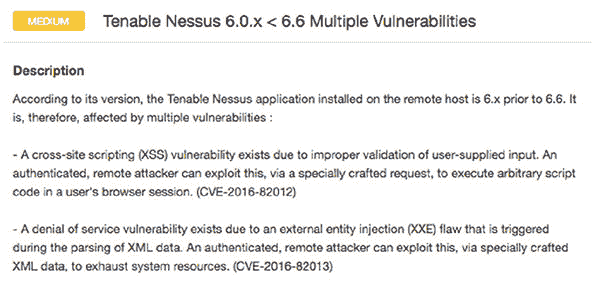 MEDIUM Tenable Nessus 6.0.x < 6.6 Multiple Vulnerabilities
Description
According to its version, the Tenable Nessus application installed on the remote host is 6.x prior to 6.6. It
is, therefore, affected by multiple vulnerabilities :
- A cross-site scripting (XSS) vulnerability exists due to improper validation of user-supplied input. An
authenticated, remote attacker can exploit this, via a specially crafted request, to execute arbitrary script
code in a user's browser session. (CVE-2016-82012)
- A denial of service vulnerability exists due to an external entity injection (XXE) flaw that is triggered
during the parsing of XML data. An authenticated, remote attacker can exploit this, via specially crafted
XML data, to exhaust system resources. (CVE-2016-82013)